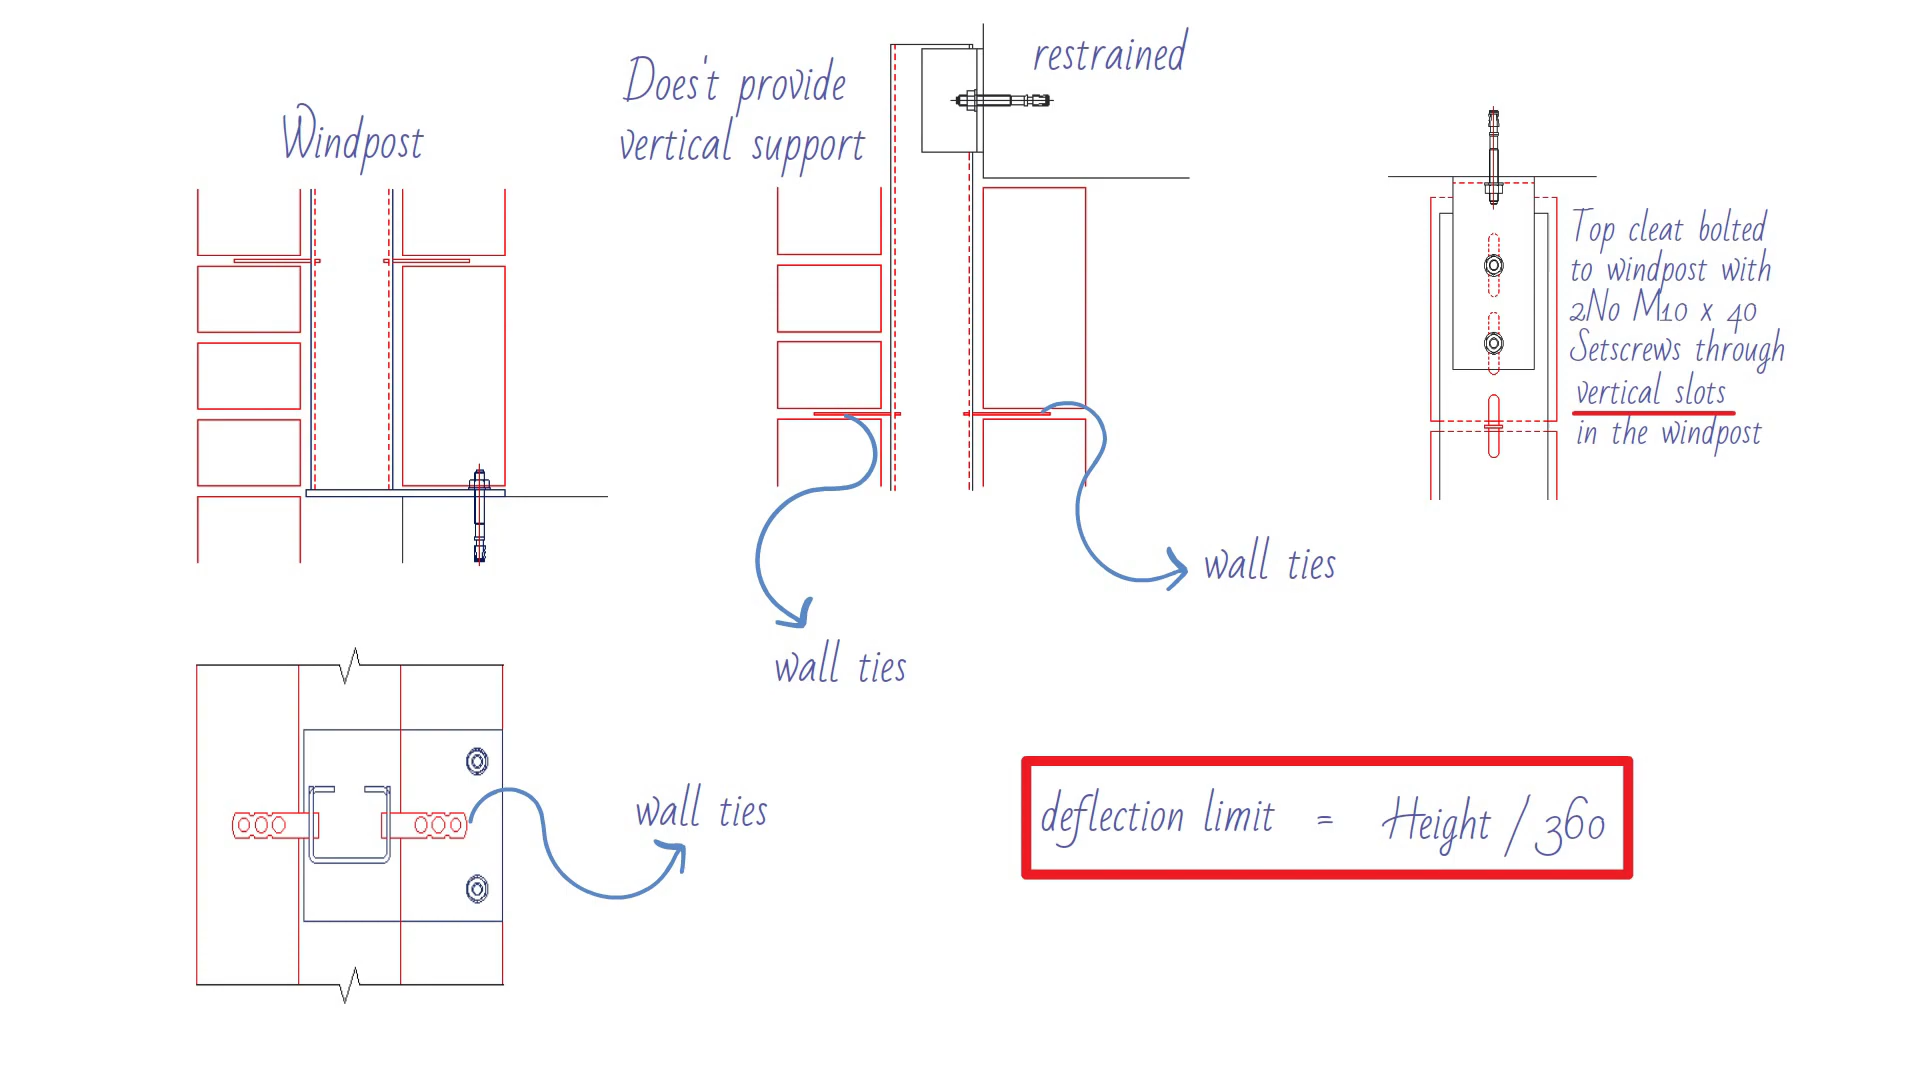 Windpost
Does't provide
vertical support
restrained
Top cleat bolted
to windpost with
2No M10 x 40
Setscrews through
vertical slots
in the windpost
wall ties
wall ties
wall ties
deflection limit = Height / 360